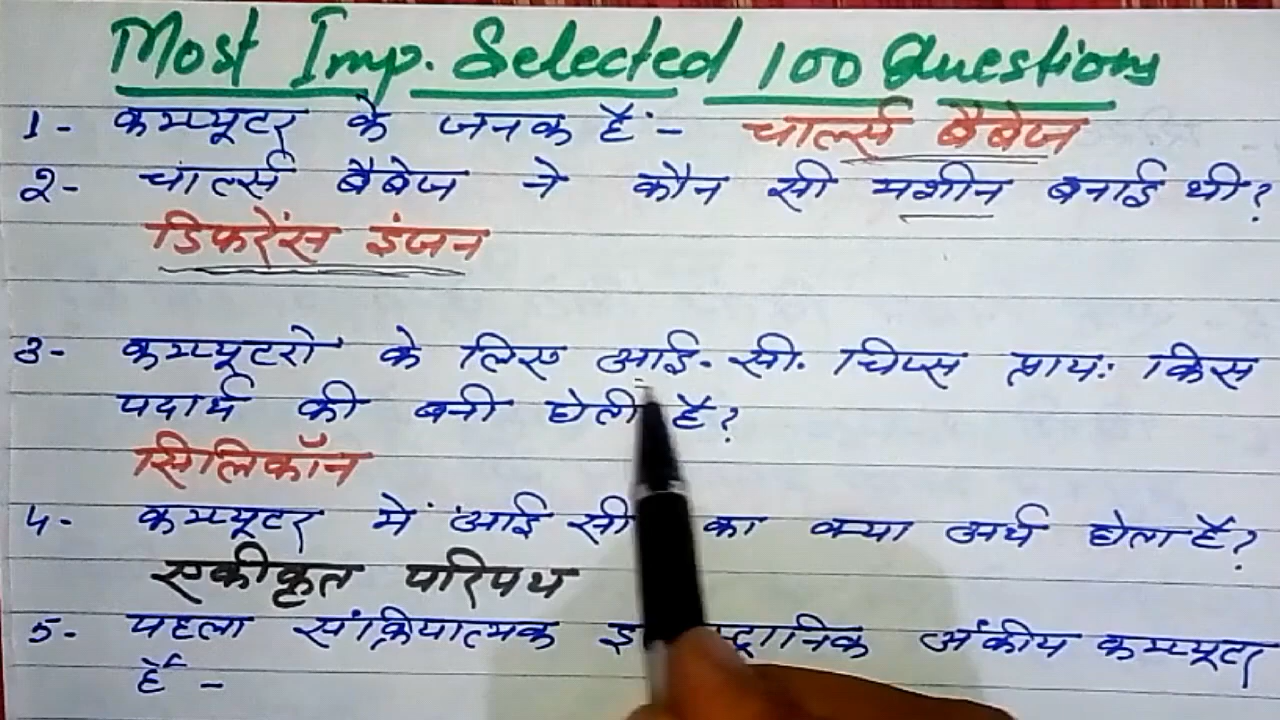 Most Imp. Selected 100 Questions
1- कम्प्यूटर के जनक हैं:- चार्ल्स बैबेज
2- चार्ल्स बैबेज ने कौन सी मशीन बनाई थी?
डिफरेंस इंजन
3- कम्प्यूटरों के लिए आई. सी. चिप्स प्रायः किस
पदार्थ की बनी होती है?
सिलिकॉन
4- कम्प्यूटर में आई सी का क्या अर्थ होता है?
एकीकृत परिपथ
5- पहला संक्रियात्मक अंकीय कम्प्यूटर
है -